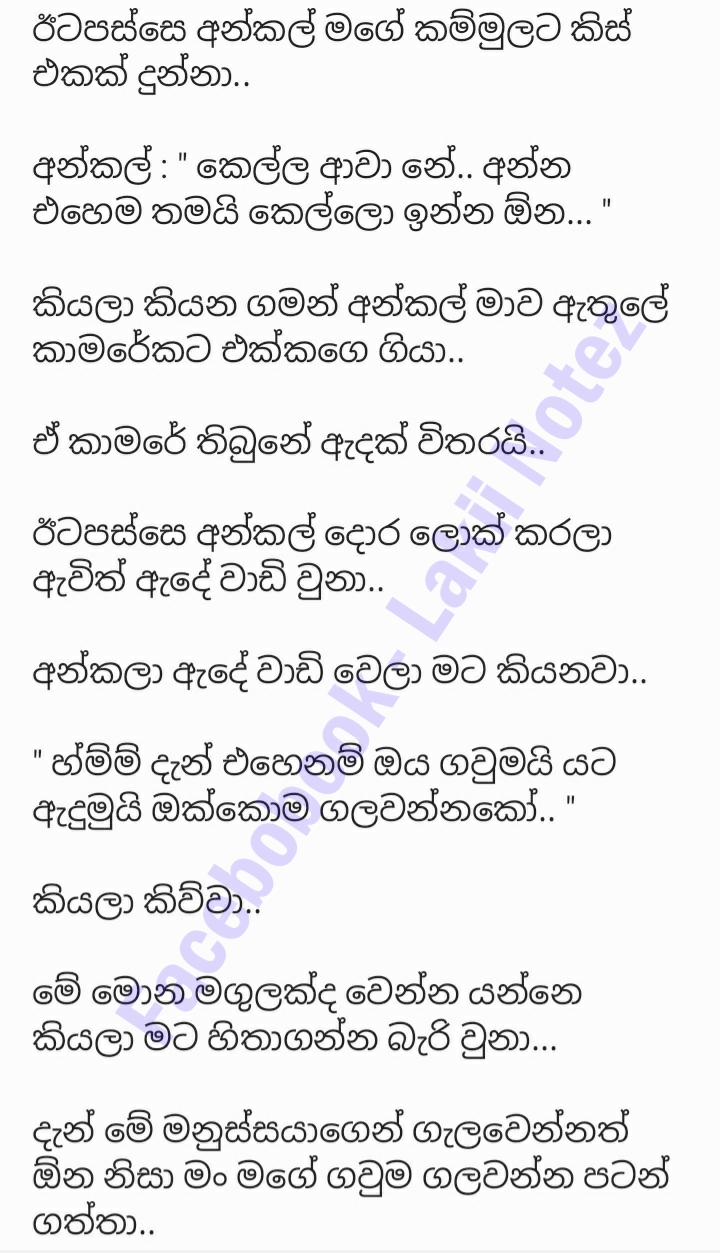 ඊටපස්සෙ අන්කල් මගේ කම්මුලට කිස්
එකක් දුන්නා..
අන්කල් : " කෙල්ල ආවා නේ.. අන්න
එහෙම තමයි කෙල්ලො ඉන්න ඕන... "
කියලා කියන ගමන් අන්කල් මාව ඇතුලේ
කාමරේකට එක්කගෙ ගියා..
ඒ කාමරේ තිබුනේ ඇදක් විතරයි..
ඊටපස්සෙ අන්කල් දොර ලොක් කරලා
ඇවිත් ඇදේ වාඩි වුනා..
අන්කලා ඇදේ වාඩි වෙලා මට කියනවා..
" හ්ම්ම් දැන් එහෙනම් ඔය ගවුමයි යට
ඇදුමුයි ඔක්කොම ගලවන්නකෝ.. "
කියලා කිව්වා..
මේ මොන මගුලක්ද වෙන්න යන්නෙ
කියලා මට හිතාගන්න බැරි වුනා...
දැන් මේ මනුස්සයාගෙන් ගැලවෙන්නත්
ඕන නිසා මං මගේ ගවුම ගලවන්න පටන්
ගත්තා..
Facebobook - Lakii Notez